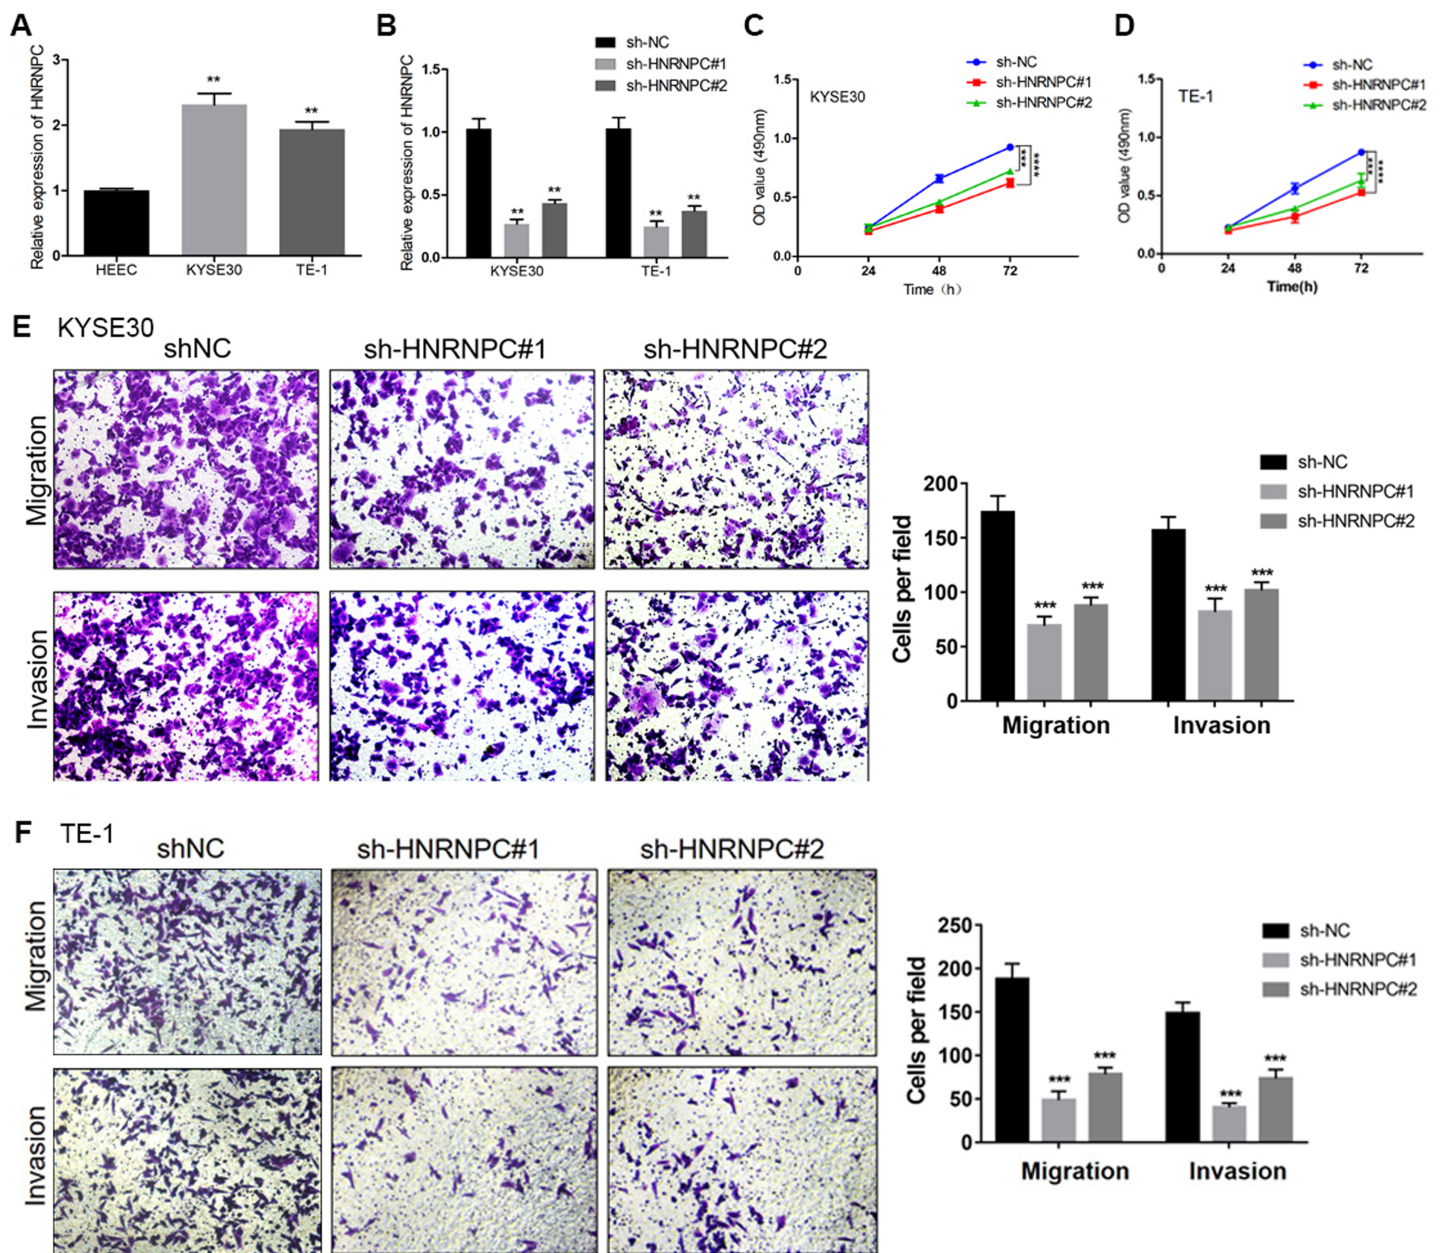 A
Relative expression of HNRNPC
3
2
1
0
**
**
HEEC
KYSE30
TE-1
B
sh-NC
sh-HNRNPC#1
sh-HNRNPC#2
Relative expression of HNRNPC
1.5
1.0
0.5
0.0
**
**
**
**
KYSE30
TE-1
C
sh-NC
sh-HNRNPC#1
sh-HNRNPC#2
KYSE30
OD value (490nm)
1.5
1.0
0.5
0.0
***
****
0
24
48
72
Time（h）
D
sh-NC
sh-HNRNPC#1
sh-HNRNPC#2
TE-1
OD value (490nm)
1.5
1.0
0.5
0.0
***
****
0
24
48
72
Time(h)
E
KYSE30
shNC
sh-HNRNPC#1
sh-HNRNPC#2
Migration
Invasion
sh-NC
sh-HNRNPC#1
sh-HNRNPC#2
Cells per field
200
150
100
50
0
***
***
***
***
Migration
Invasion
F
TE-1
shNC
sh-HNRNPC#1
sh-HNRNPC#2
Migration
Invasion
sh-NC
sh-HNRNPC#1
sh-HNRNPC#2
Cells per field
250
200
150
100
50
0
***
***
***
***
Migration
Invasion